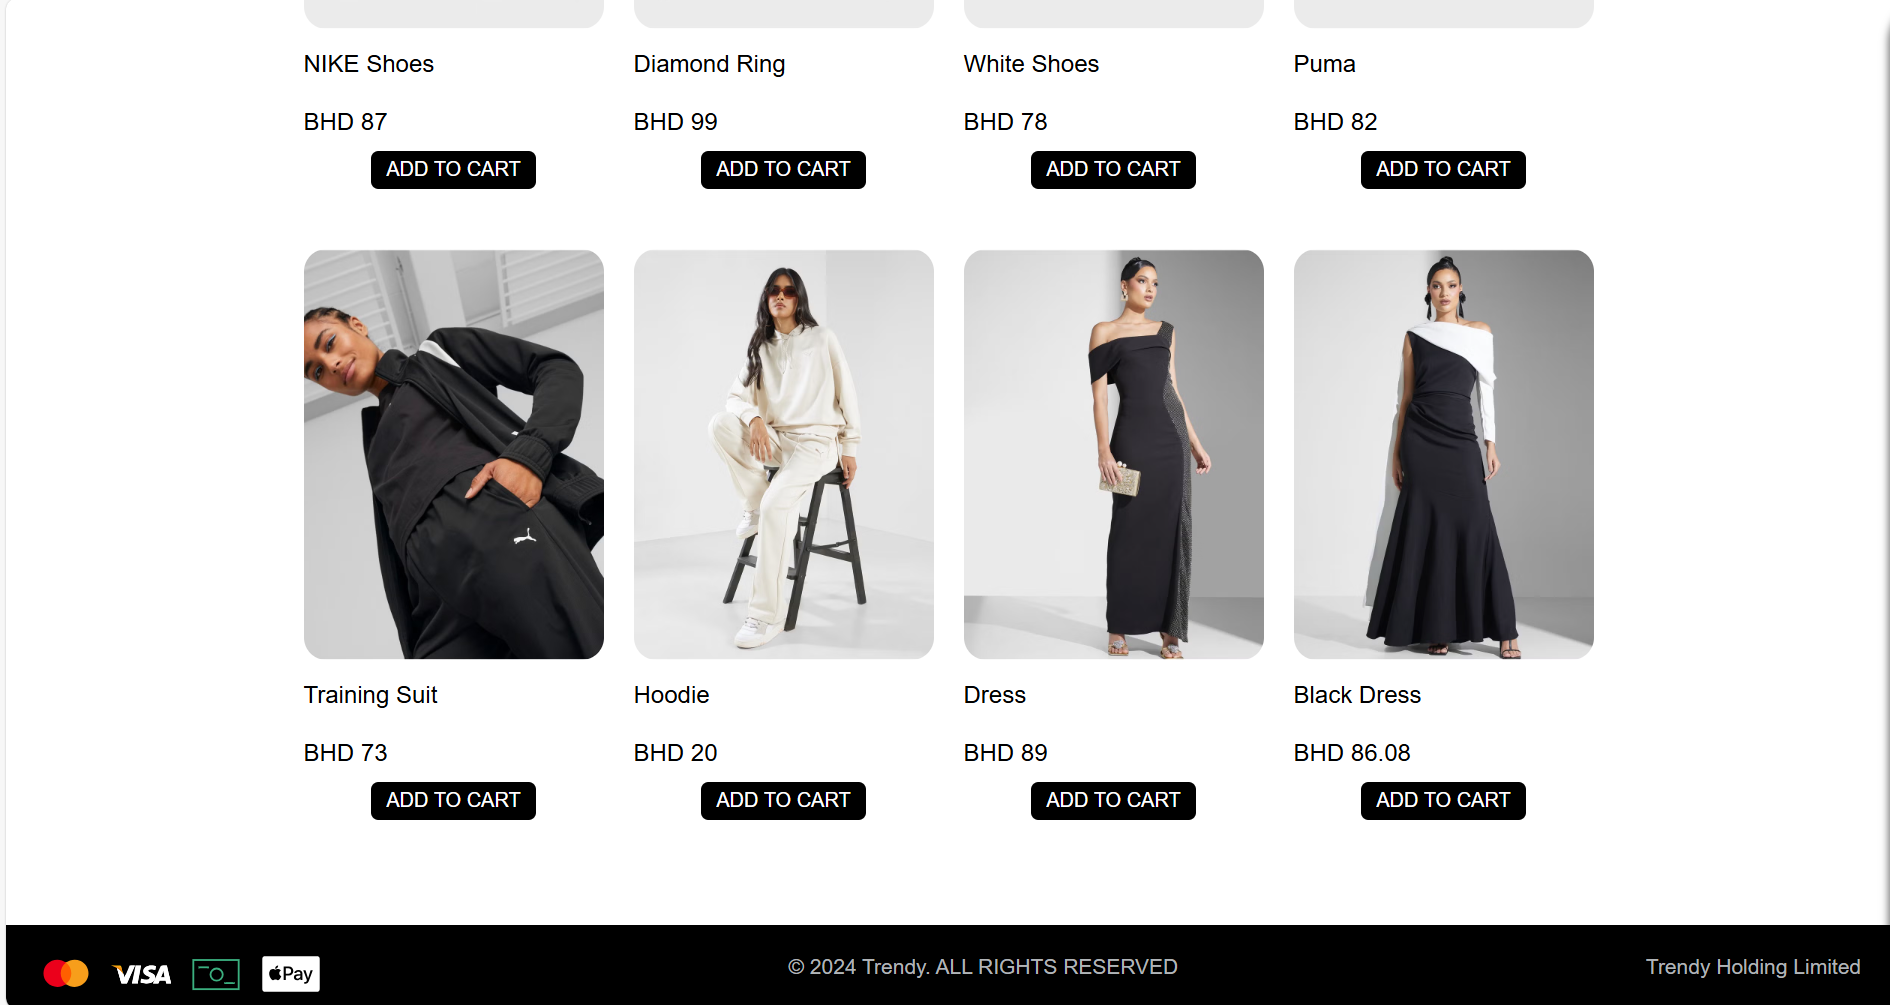 NIKE Shoes
Diamond Ring
White Shoes
Puma
BHD 87
BHD 99
BHD 78
BHD 82
ADD TO CART
ADD TO CART
ADD TO CART
ADD TO CART
Training Suit
Hoodie
Dress
Black Dress
BHD 73
BHD 20
BHD 89
BHD 86.08
ADD TO CART
ADD TO CART
ADD TO CART
ADD TO CART
VISA
Pay
© 2024 Trendy. ALL RIGHTS RESERVED
Trendy Holding Limited